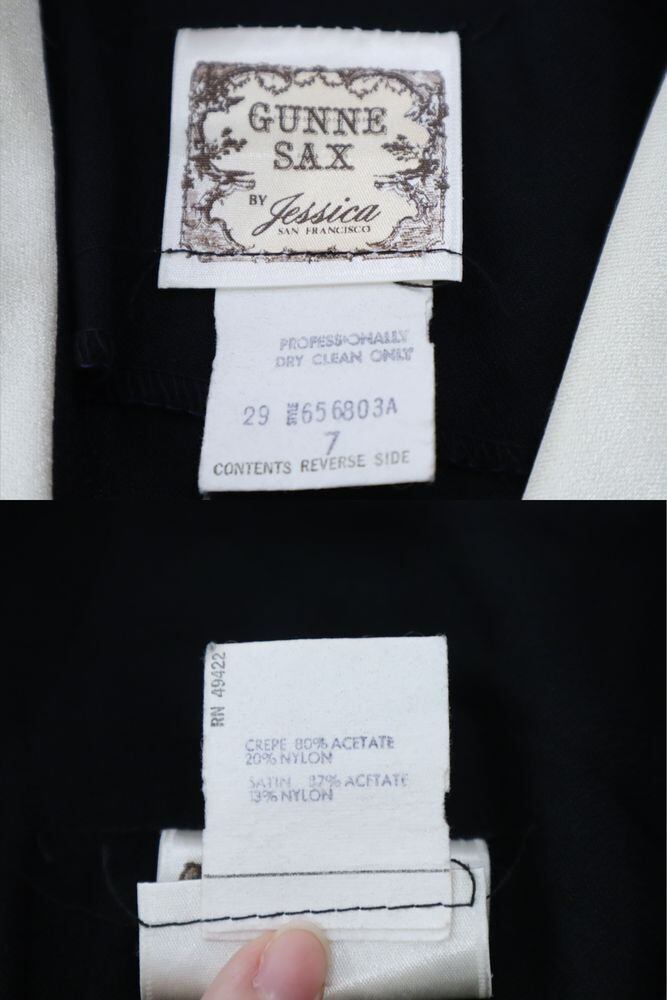 GUNNE
SAX
BY Jessica
SAN FRANCISCO
PROFESSIONALLY
DRY CLEAN ONLY
29 STYLE 656803A
7
CONTENTS REVERSE SIDE
RN 49422
CREPE 80% ACETATE
20% NYLON
SATIN 87% ACETATE
13% NYLON